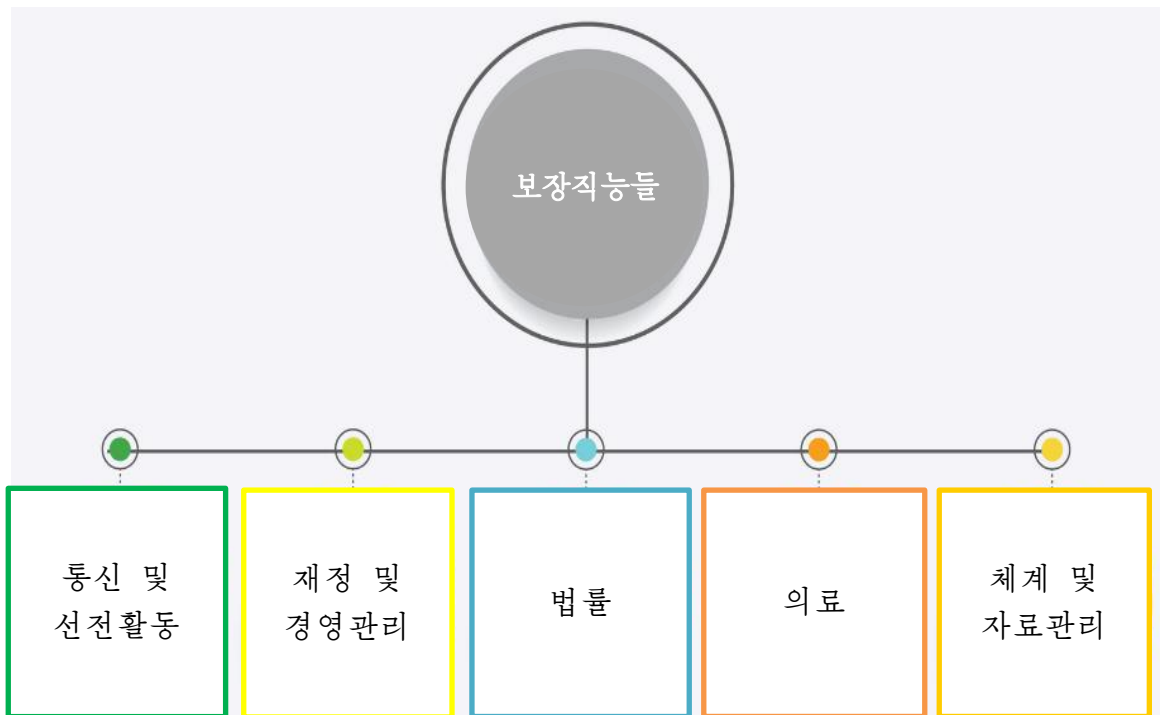 보장직능들
통신 및
선전활동
재정 및
경영관리
법률
의료
체계 및
자료관리